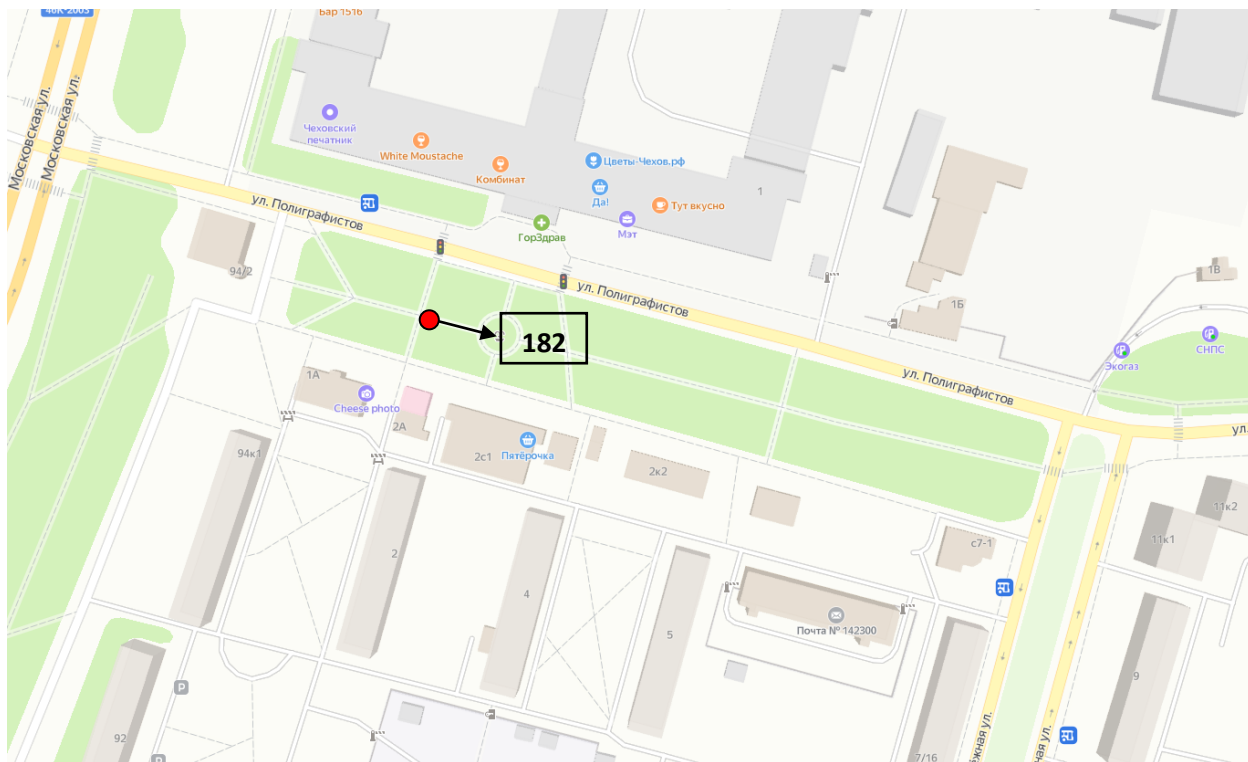 46К-2005
Бар 1516
Московская ул.
Московская ул.
Чеховский
печатник
White Moustache
Комбинат
Цветы-Чехов.рф
Да!
Мэт
Тут вкусно
1
ГорЗдрав
ул. Полиграфистов
ул. Полиграфистов
ул. Полиграфистов
94/2
182
1Б
1В
Экогаз
СНПС
ул.
1А
Cheese photo
2А
94к1
2с1
Пятёрочка
2к2
11к2
11к1
с7-1
2
4
5
Почта № 142300
9
92
P
P
7/16
ёжная ул.
ная ул.